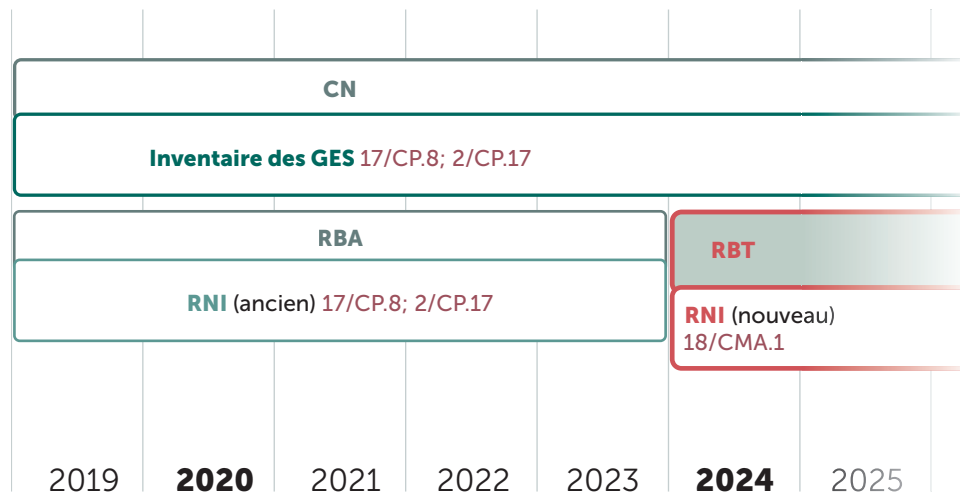 CN
Inventaire des GES 17/CP.8; 2/CP.17
RBA
RBT
RNI (ancien) 17/CP.8; 2/CP.17
RNI (nouveau)
18/CMA.1
2019 2020 2021 2022 2023 2024 2025